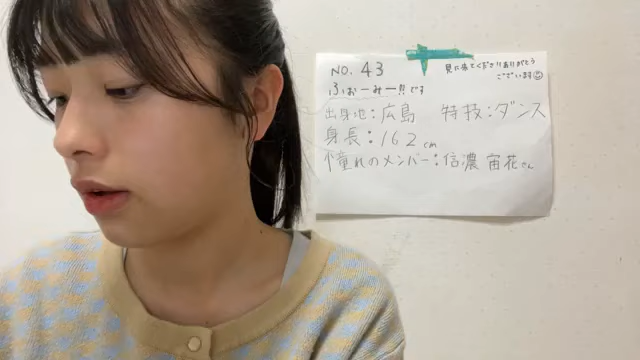 NO. 43
見に来てくださりありがとう
ございます
ふぉーみー!! です
出身地:広島 特技:ダンス
身長:162cm
憧れのメンバー:信濃 宙花さん